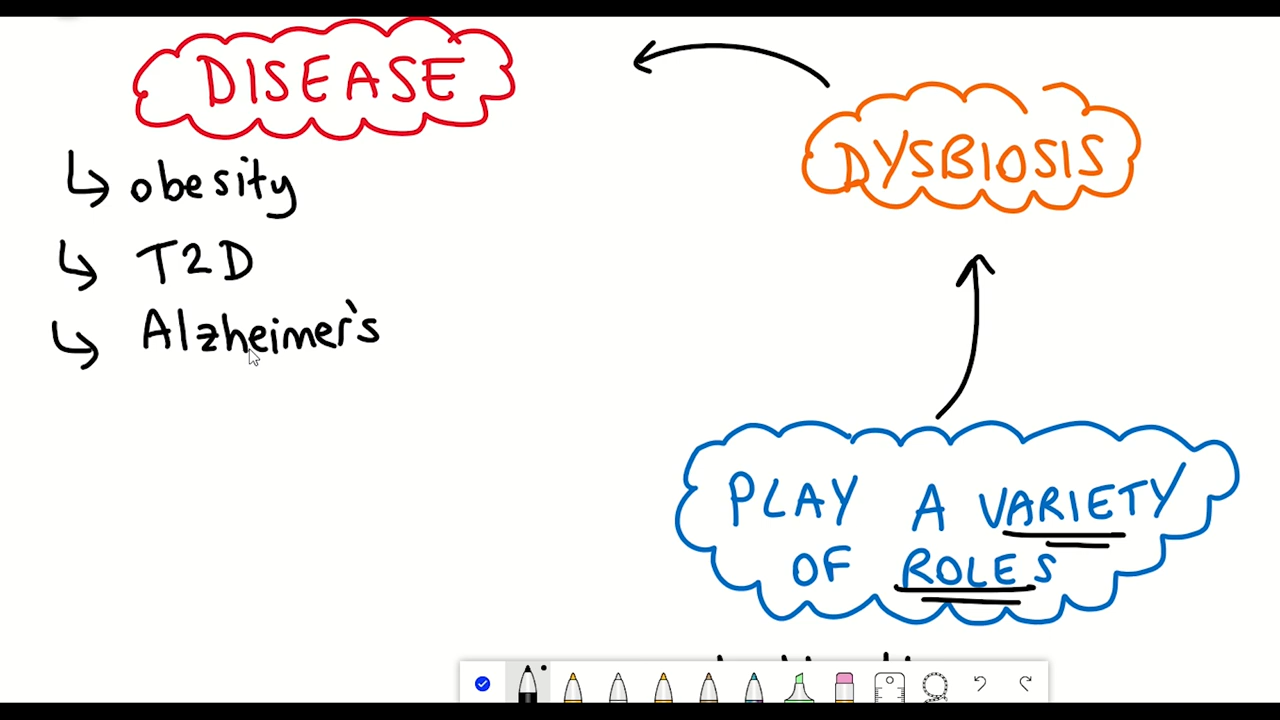 DISEASE
obesity
T2D
Alzheimer's
DYSBIOSIS
PLAY A VARIETY
OF ROLES